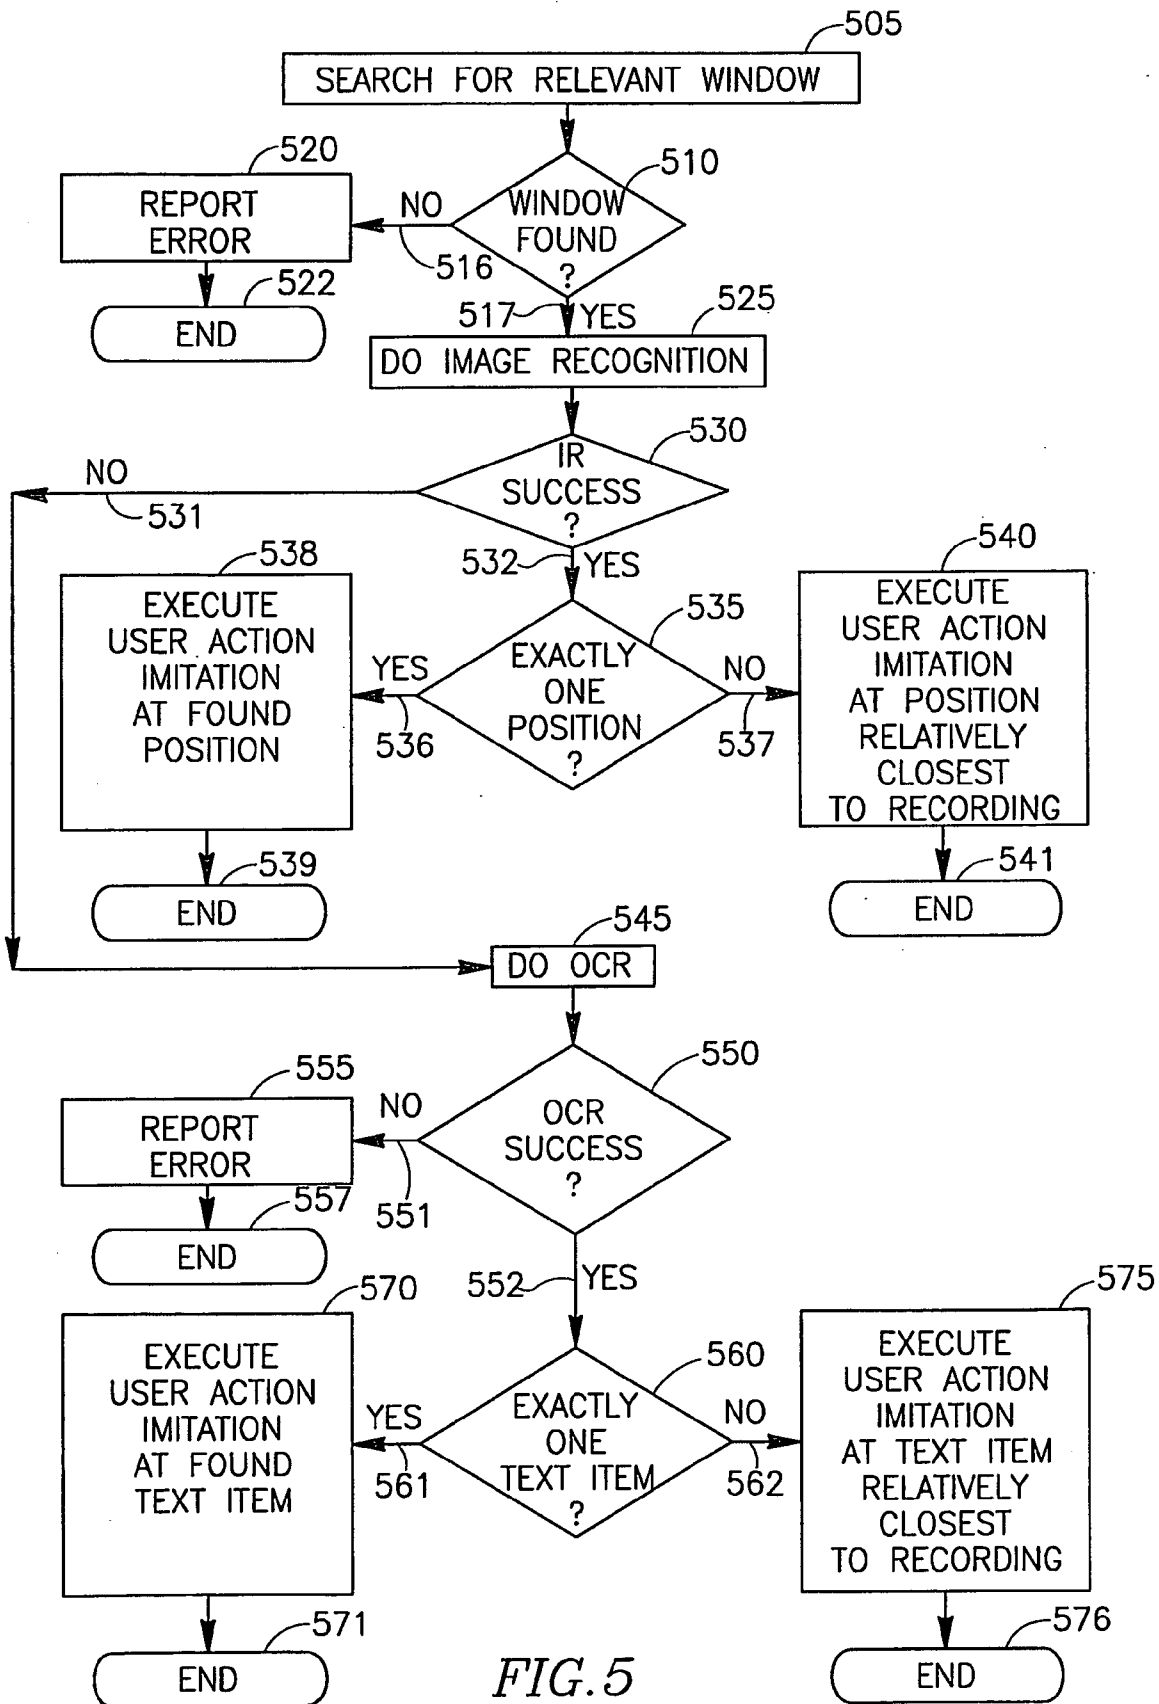 505
SEARCH FOR RELEVANT WINDOW
520
510
REPORT
ERROR
NO
WINDOW
FOUND
?
516
522
END
517
YES
525
DO IMAGE RECOGNITION
530
IR
SUCCESS
?
NO
531
532
YES
538
EXECUTE
USER ACTION
IMITATION
AT FOUND
POSITION
535
EXACTLY
ONE
POSITION
?
YES
536
NO
537
540
EXECUTE
USER ACTION
IMITATION
AT POSITION
RELATIVELY
CLOSEST
TO RECORDING
539
END
541
END
545
DO OCR
550
OCR
SUCCESS
?
555
REPORT
ERROR
NO
551
557
END
552
YES
570
EXECUTE
USER ACTION
IMITATION
AT FOUND
TEXT ITEM
560
EXACTLY
ONE
TEXT ITEM
?
YES
561
NO
562
575
EXECUTE
USER ACTION
IMITATION
AT TEXT ITEM
RELATIVELY
CLOSEST
TO RECORDING
571
END
576
END
FIG.5